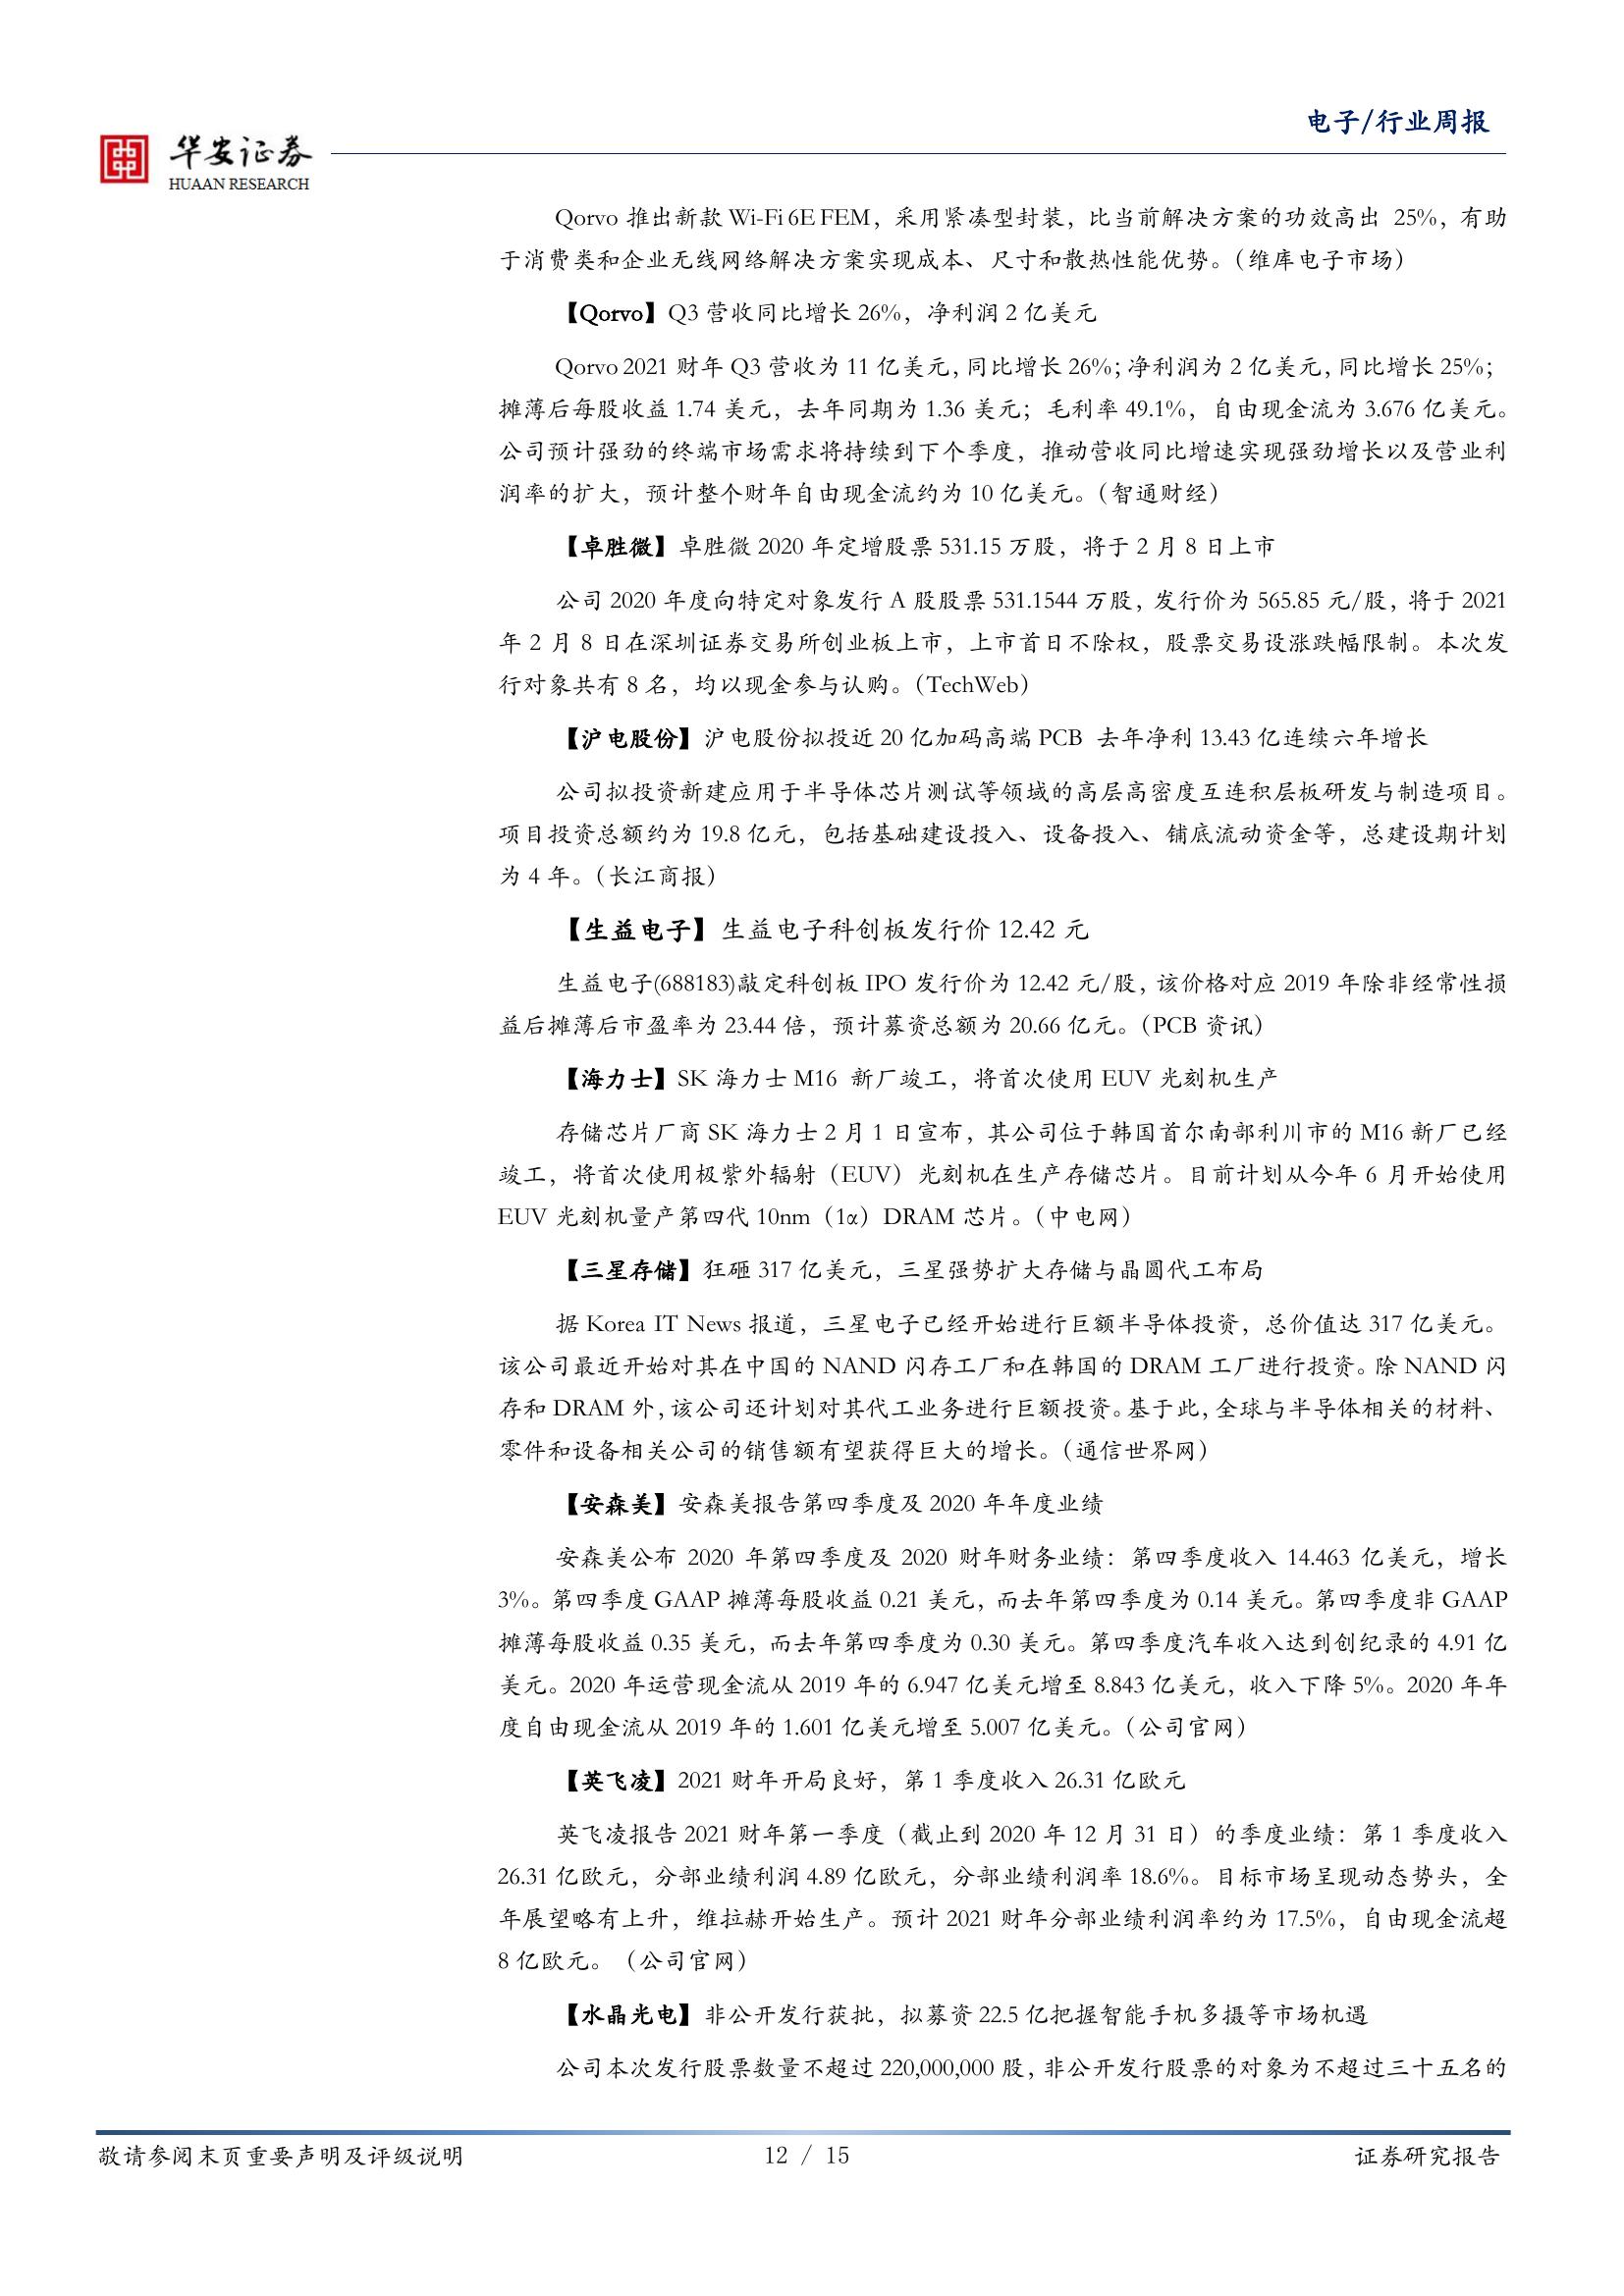 电子/行业周报
华安证券
HUAAN RESEARCH
Qorvo 推出新款 Wi-Fi 6E FEM，采用紧凑型封装，比当前解决方案的功效高出 25%，有助
于消费类和企业无线网络解决方案实现成本、尺寸和散热性能优势。（维库电子市场）
【Qorvo】Q3 营收同比增长 26%，净利润 2 亿美元
Qorvo 2021 财年 Q3 营收为 11 亿美元，同比增长 26%；净利润为 2 亿美元，同比增长 25%；
摊薄后每股收益 1.74 美元，去年同期为 1.36 美元；毛利率 49.1%，自由现金流为 3.676 亿美元。
公司预计强劲的终端市场需求将持续到下个季度，推动营收同比增速实现强劲增长以及营业利
润率的扩大，预计整个财年自由现金流约为 10 亿美元。（智通财经）
【卓胜微】卓胜微 2020 年定增股票 531.15 万股，将于 2 月 8 日上市
公司 2020 年度向特定对象发行 A 股股票 531.1544 万股，发行价为 565.85 元/股，将于 2021
年 2 月 8 日在深圳证券交易所创业板上市，上市首日不除权，股票交易设涨跌幅限制。本次发
行对象共有 8 名，均以现金参与认购。（TechWeb）
【沪电股份】沪电股份拟投近 20 亿加码高端 PCB 去年净利 13.43 亿连续六年增长
公司拟投资新建应用于半导体芯片测试等领域的高层高密度互连积层板研发与制造项目。
项目投资总额约为 19.8 亿元，包括基础建设投入、设备投入、铺底流动资金等，总建设期计划
为 4 年。（长江商报）
【生益电子】生益电子科创板发行价 12.42 元
生益电子(688183)敲定科创板 IPO 发行价为 12.42 元/股，该价格对应 2019 年除非经常性损
益后摊薄后市盈率为 23.44 倍，预计募资总额为 20.66 亿元。（PCB 资讯）
【海力士】SK 海力士 M16 新厂竣工，将首次使用 EUV 光刻机生产
存储芯片厂商 SK 海力士 2 月 1 日宣布，其公司位于韩国首尔南部利川市的 M16 新厂已经
竣工，将首次使用极紫外辐射（EUV）光刻机在生产存储芯片。目前计划从今年 6 月开始使用
EUV 光刻机量产第四代 10nm（1α）DRAM 芯片。（中电网）
【三星存储】狂砸 317 亿美元，三星强势扩大存储与晶圆代工布局
据 Korea IT News 报道，三星电子已经开始进行巨额半导体投资，总价值达 317 亿美元。
该公司最近开始对其在中国的 NAND 闪存工厂和在韩国的 DRAM 工厂进行投资。除 NAND 闪
存和 DRAM 外，该公司还计划对其代工业务进行巨额投资。基于此，全球与半导体相关的材料、
零件和设备相关公司的销售额有望获得巨大的增长。（通信世界网）
【安森美】安森美报告第四季度及 2020 年年度业绩
安森美公布 2020 年第四季度及 2020 财年财务业绩：第四季度收入 14.463 亿美元，增长
3%。第四季度 GAAP 摊薄每股收益 0.21 美元，而去年第四季度为 0.14 美元。第四季度非 GAAP
摊薄每股收益 0.35 美元，而去年第四季度为 0.30 美元。第四季度汽车收入达到创纪录的 4.91 亿
美元。2020 年运营现金流从 2019 年的 6.947 亿美元增至 8.843 亿美元，收入下降 5%。2020 年年
度自由现金流从 2019 年的 1.601 亿美元增至 5.007 亿美元。（公司官网）
【英飞凌】2021 财年开局良好，第 1 季度收入 26.31 亿欧元
英飞凌报告 2021 财年第一季度（截止到 2020 年 12 月 31 日）的季度业绩：第 1 季度收入
26.31 亿欧元，分部业绩利润 4.89 亿欧元，分部业绩利润率 18.6%。目标市场呈现动态势头，全
年展望略有上升，维拉赫开始生产。预计 2021 财年分部业绩利润率约为 17.5%，自由现金流超
8 亿欧元。（公司官网）
【水晶光电】非公开发行获批，拟募资 22.5 亿把握智能手机多摄等市场机遇
公司本次发行股票数量不超过 220,000,000 股，非公开发行股票的对象为不超过三十五名的
敬请参阅末页重要声明及评级说明
12 / 15
证券研究报告